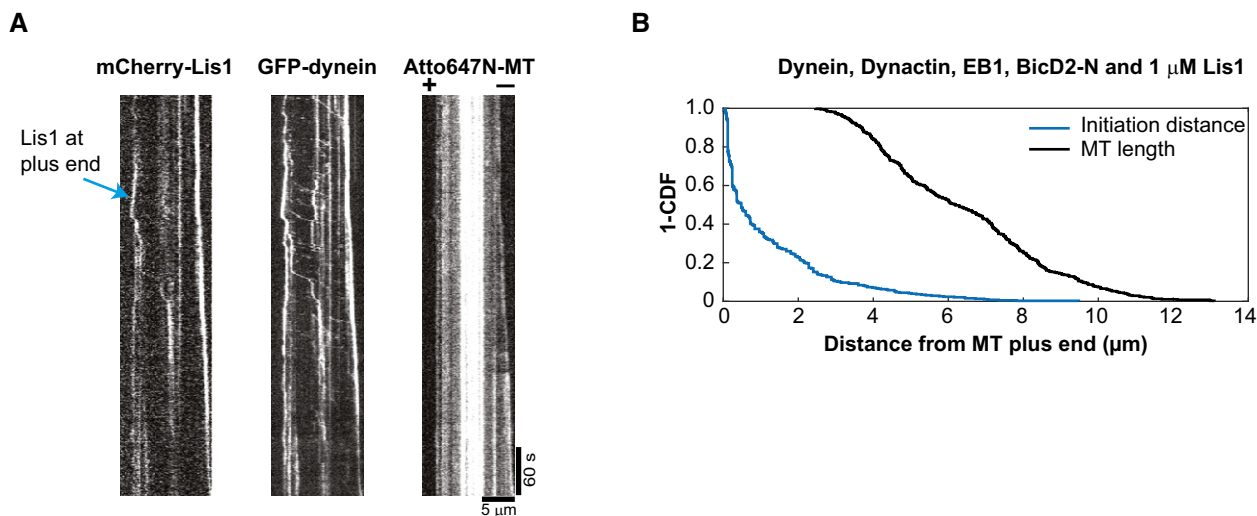 A
mCherry-Lis1 GFP-dynein Atto647N-MT
+ −
Lis1 at
plus end
60 s
5 μm
B
Dynein, Dynactin, EB1, BicD2-N and 1 μM Lis1
1-CDF
1.0
0.8
0.6
0.4
0.2
0
Initiation distance
MT length
0 2 4 6 8 10 12 14
Distance from MT plus end (μm)